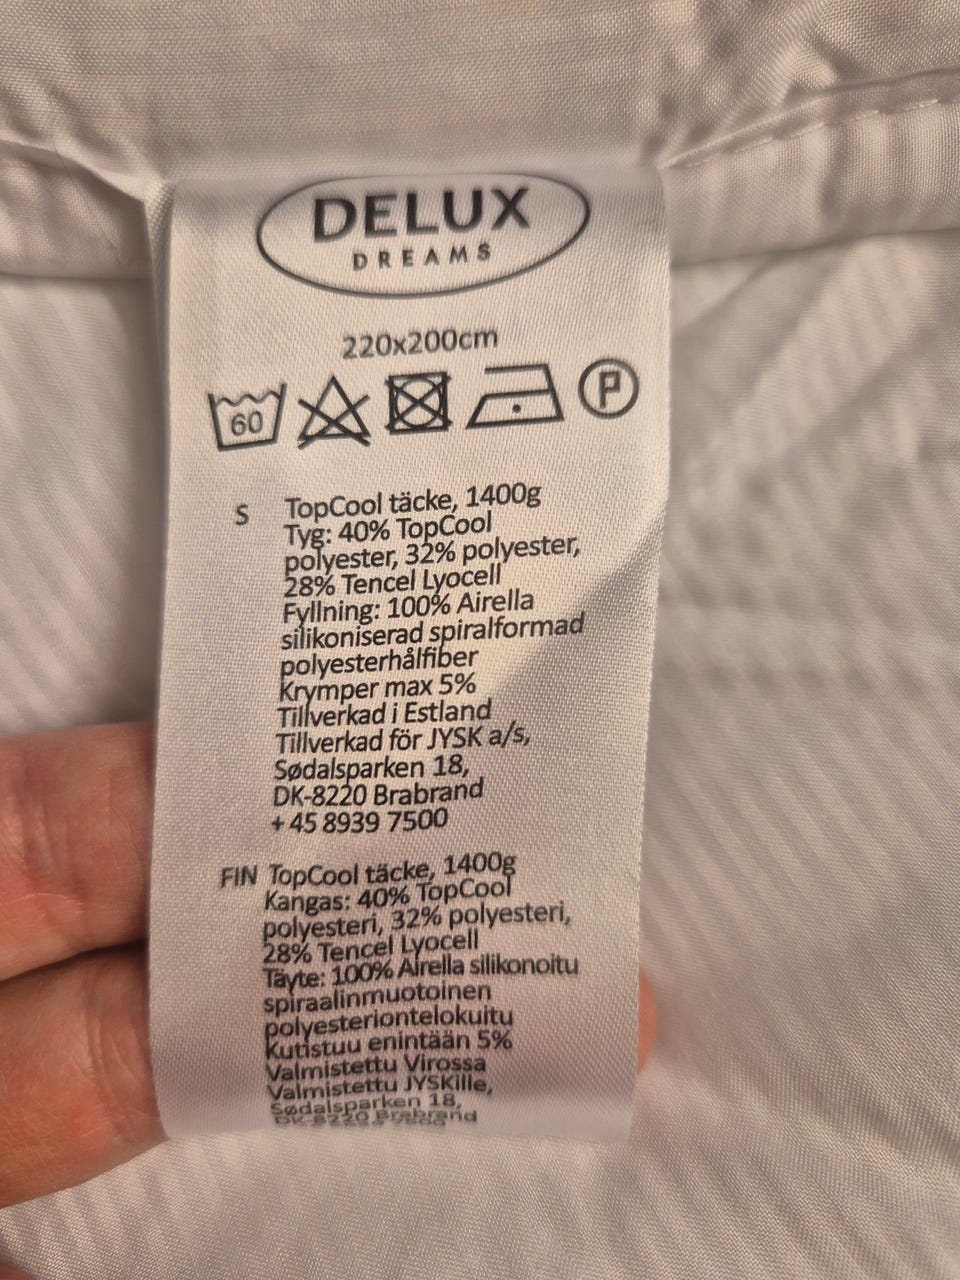 DELUX
DREAMS
220x200cm
60 P
S TopCool täcke, 1400g
Tyg: 40% TopCool
polyester, 32% polyester,
28% Tencel Lyocell
Fyllning: 100% Airella
silikoniserad spiralformad
polyesterhålfiber
Krymper max 5%
Tillverkad i Estland
Tillverkad för JYSK a/s,
Sødalsparken 18,
DK-8220 Brabrand
+45 8939 7500
FIN TopCool täcke, 1400g
Kangas: 40% TopCool
polyesteri, 32% polyesteri,
28% Tencel Lyocell
Täyte: 100% Airella silikonoitu
spiraalinmuotoinen
polyesteriontelokuitu
Kutistuu enintään 5%
Valmistettu Virossa
Valmistettu JYSKille,
Sødalsparken 18,
DK-8220 Brabrand